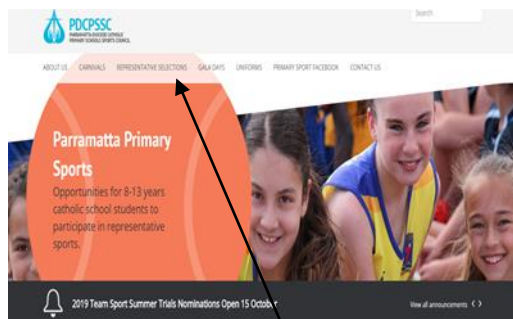 Search
PDCPSSC
PARRAMATTA DIOCESE CATHOLIC
PRIMARY SCHOOLS SPORTS COUNCIL
ABOUT US CARNIVALS REPRESENTATIVE SELECTIONS GALA DAYS UNIFORMS PRIMARY SPORT FACEBOOK CONTACT US
Parramatta Primary
Sports
Opportunities for 8-13 years
catholic school students to
participate in representative
sports.
2019 Team Sport Summer Trials Nominations Open 15 October
View all announcements